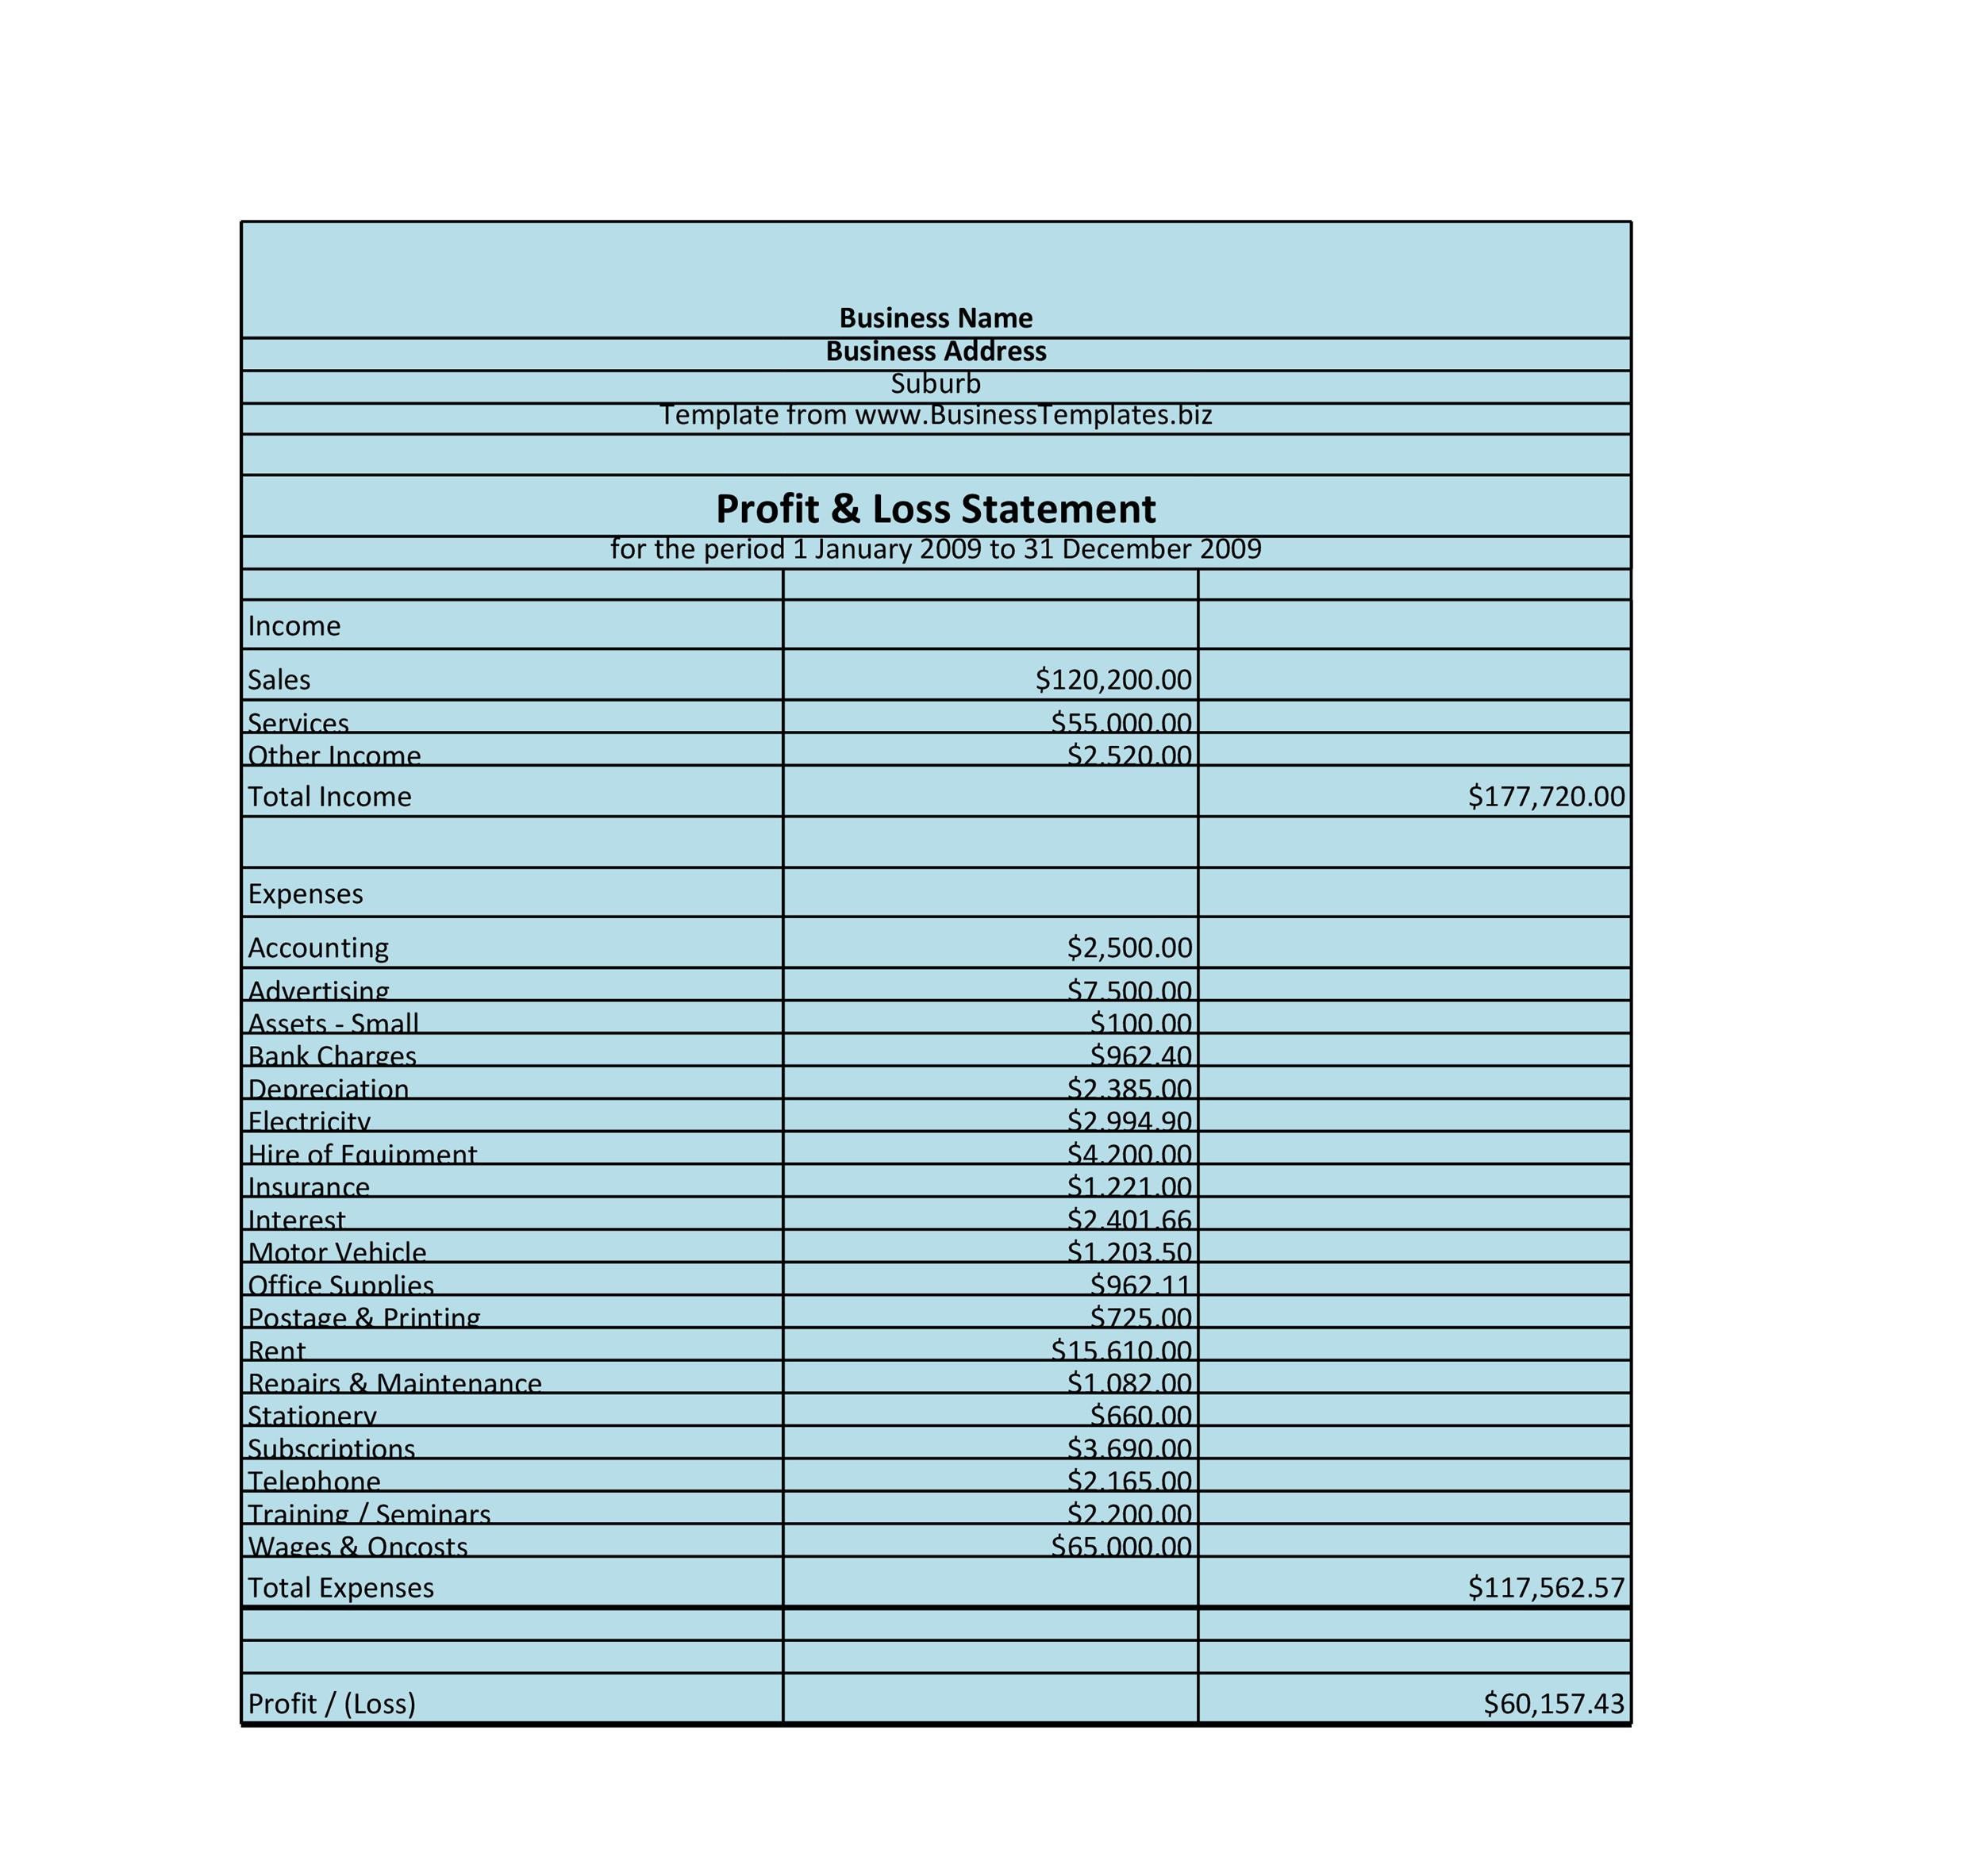 Business Name
Business Address
Suburb
Template from www.BusinessTemplates.biz
Profit & Loss Statement
for the period 1 January 2009 to 31 December 2009
Income
Sales $120,200.00
Services $55,000.00
Other Income $2,520.00
Total Income $177,720.00
Expenses
Accounting $2,500.00
Advertising $7,500.00
Assets - Small $100.00
Bank Charges $962.40
Depreciation $2,385.00
Electricity $2,994.90
Hire of Equipment $4,200.00
Insurance $1,221.00
Interest $2,401.66
Motor Vehicle $1,203.50
Office Supplies $962.11
Postage & Printing $725.00
Rent $15,610.00
Repairs & Maintenance $1,082.00
Stationery $660.00
Subscriptions $3,690.00
Telephone $2,165.00
Training / Seminars $2,200.00
Wages & Oncosts $65,000.00
Total Expenses $117,562.57
Profit / (Loss) $60,157.43